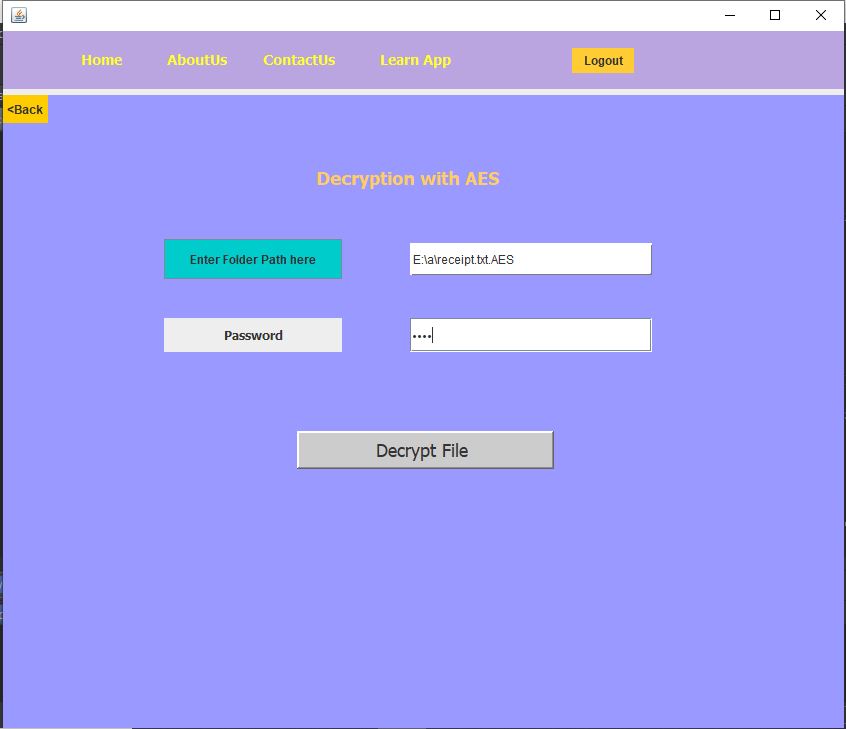 Home AboutUs ContactUs Learn App Logout
<Back
Decryption with AES
Enter Folder Path here E:\a\receipt.txt.AES
Password ••••
Decrypt File